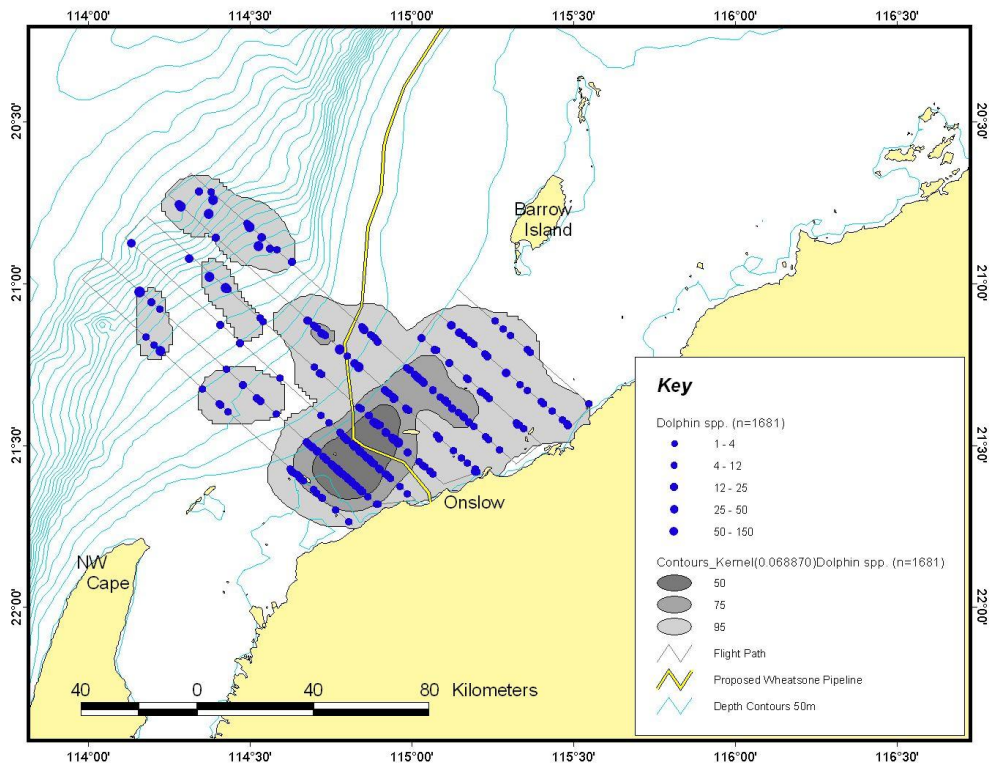 114°00'
114°30'
115°00'
115°30'
116°00'
116°30'
20°30'
20°30'
Barrow
Island
21°00'
21°00'
Key
Dolphin spp. (n=1681)
1 - 4
4 - 12
12 - 25
25 - 50
50 - 150
21°30'
21°30'
Onslow
Contours_Kernel(0.068870)Dolphin spp. (n=1681)
50
75
95
NW
Cape
22°00'
22°00'
Flight Path
Proposed Wheatsone Pipeline
Depth Contours 50m
40 0 40 80 Kilometers
114°00'
114°30'
115°00'
115°30'
116°00'
116°30'